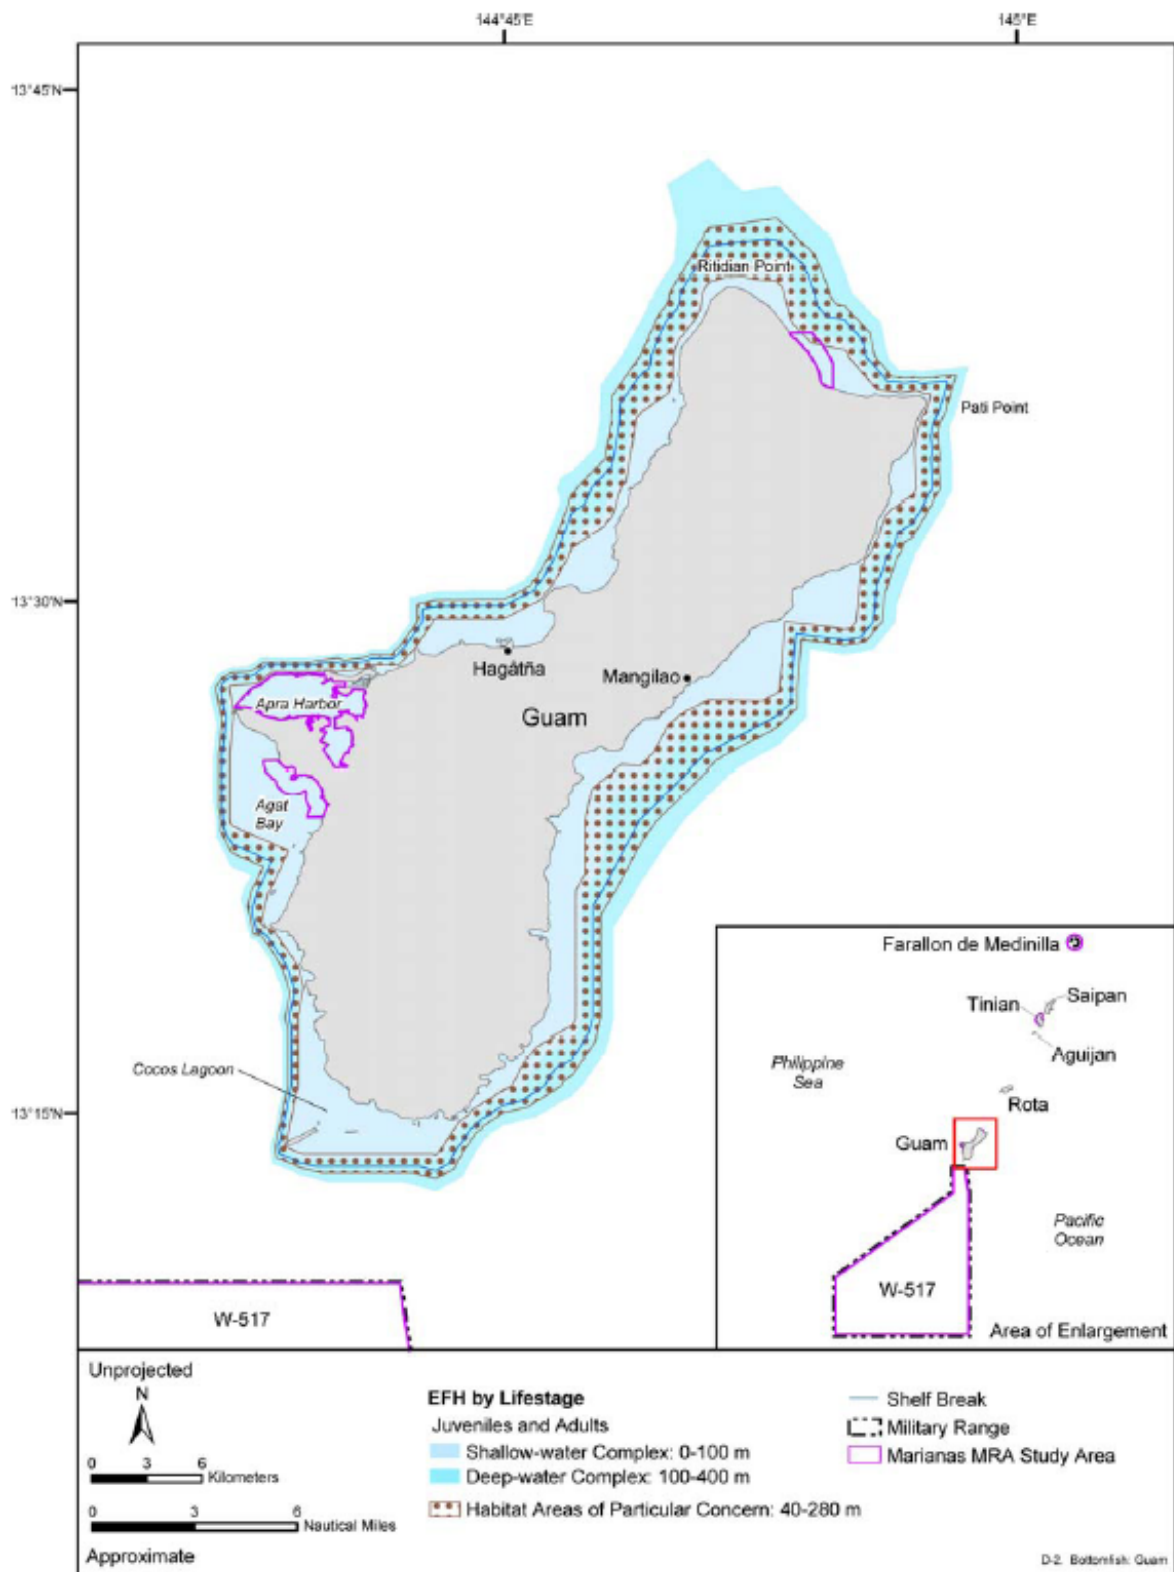 144°45'E
145°E
13°45'N
Ritidian Point
Pati Point
13°30'N
Hagåtña
Mangilao
Apra Harbor
Guam
Agat
Bay
Farallon de Medinilla
Tinian
Saipan
Aguijan
Philippine
Sea
Cocos Lagoon
Rota
13°15'N
Guam
Pacific
Ocean
W-517
W-517
Area of Enlargement
Unprojected
N
0 3 6
Kilometers
0 3 6
Nautical Miles
Approximate
EFH by Lifestage
Juveniles and Adults
Shallow-water Complex: 0-100 m
Deep-water Complex: 100-400 m
Habitat Areas of Particular Concern: 40-280 m
Shelf Break
Military Range
Marianas MRA Study Area
D-2. Bottomfish: Guam